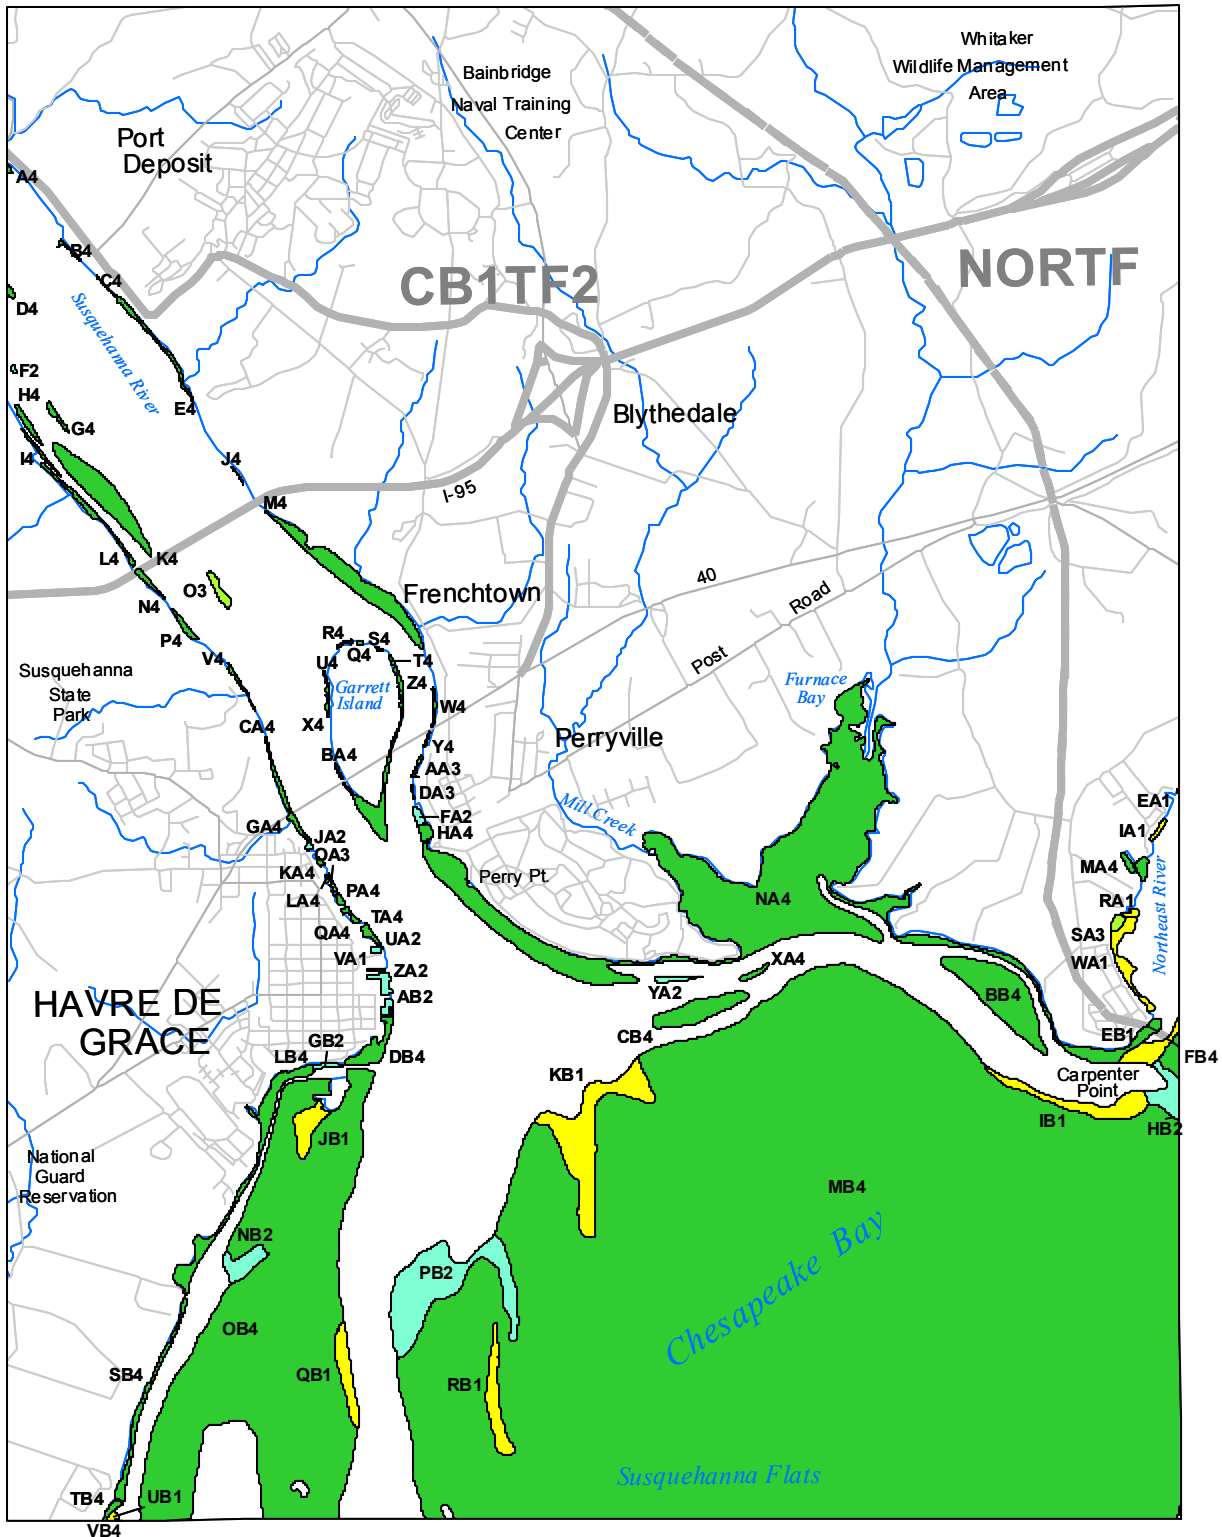 Whitaker
Wildlife Management
Area
Bainbridge
Naval Training
Center
Port
Deposit
A4
B4
C4
CB1TF2
NORTF
D4
Susquehanna River
F2
H4
E4
G4
Blythedale
I4
J4
I-95
M4
L4
K4
O3
N4
Frenchtown
40
Road
P4
R4
S4
Q4
V4
U4
T4
Post
Susquehanna
State
Park
Garrett
Island
Z4
Furnace
Bay
W4
CA4
X4
Perryville
Y4
BA4
AA3
DA3
Mill Creek
EA1
FA2
GA4
HA4
IA1
JA2
OA3
KA4
Perry Pt.
MA4
LA4
PA4
NA4
RA1
Northeast River
TA4
QA4
UA2
SA3
VA1
WA1
XA4
ZA2
YA2
BB4
AB2
HAVRE DE
GRACE
CB4
EB1
GB2
LB4
DB4
FB4
KB1
Carpenter
Point
IB1
HB2
JB1
National
Guard
Reservation
MB4
NB2
Chesapeake Bay
PB2
OB4
SB4
QB1
RB1
Susquehanna Flats
TB4
UB1
VB4